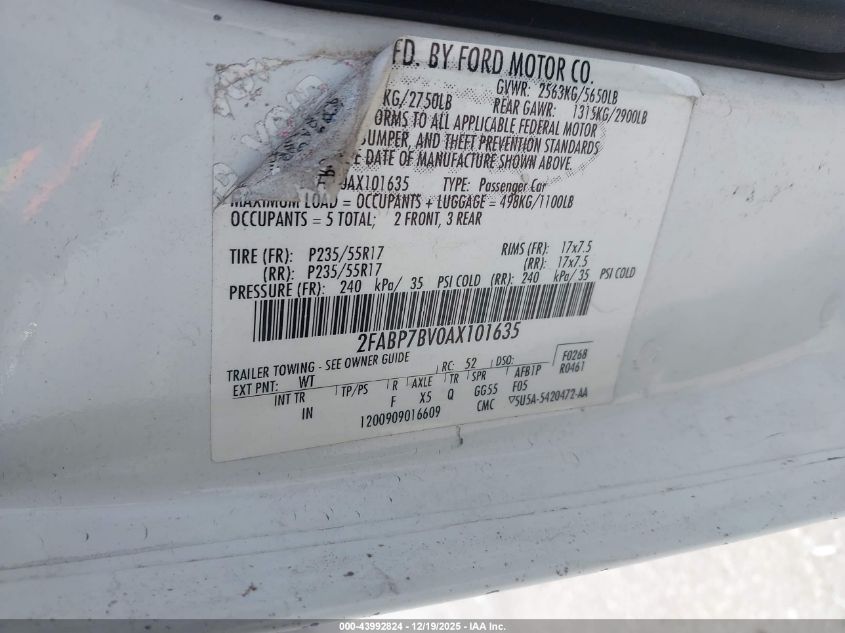 FD. BY FORD MOTOR CO.
GVWR: 2563KG/5650LB
KG/2750LB
REAR GAWR: 1315KG/2900LB
ORMS TO ALL APPLICABLE FEDERAL MOTOR
BUMPER, AND THEFT PREVENTION STANDARDS
E DATE OF MANUFACTURE SHOWN ABOVE.
0AX101635 TYPE: Passenger Car
MAXIMUM LOAD = OCCUPANTS + LUGGAGE = 498KG/1100LB
OCCUPANTS = 5 TOTAL; 2 FRONT, 3 REAR
TIRE (FR): P235/55R17 RIMS (FR): 17x7.5
(RR): P235/55R17 (RR): 17x7.5
PRESSURE (FR): 240 kPa/ 35 PSI COLD (RR): 240 kPa/ 35 PSI COLD
2FABP7BV0AX101635
TRAILER TOWING - SEE OWNER GUIDE
EXT PNT: WT RC: 52 DSO: F0268
AFB1P R0461
INT TR TP/PS R AXLE TR SPR F05
IN F X5 Q GG55
1200909016609 CMC ▽5U5A-5420472-AA
000-43992824 - 12/19/2025 - IAA Inc.